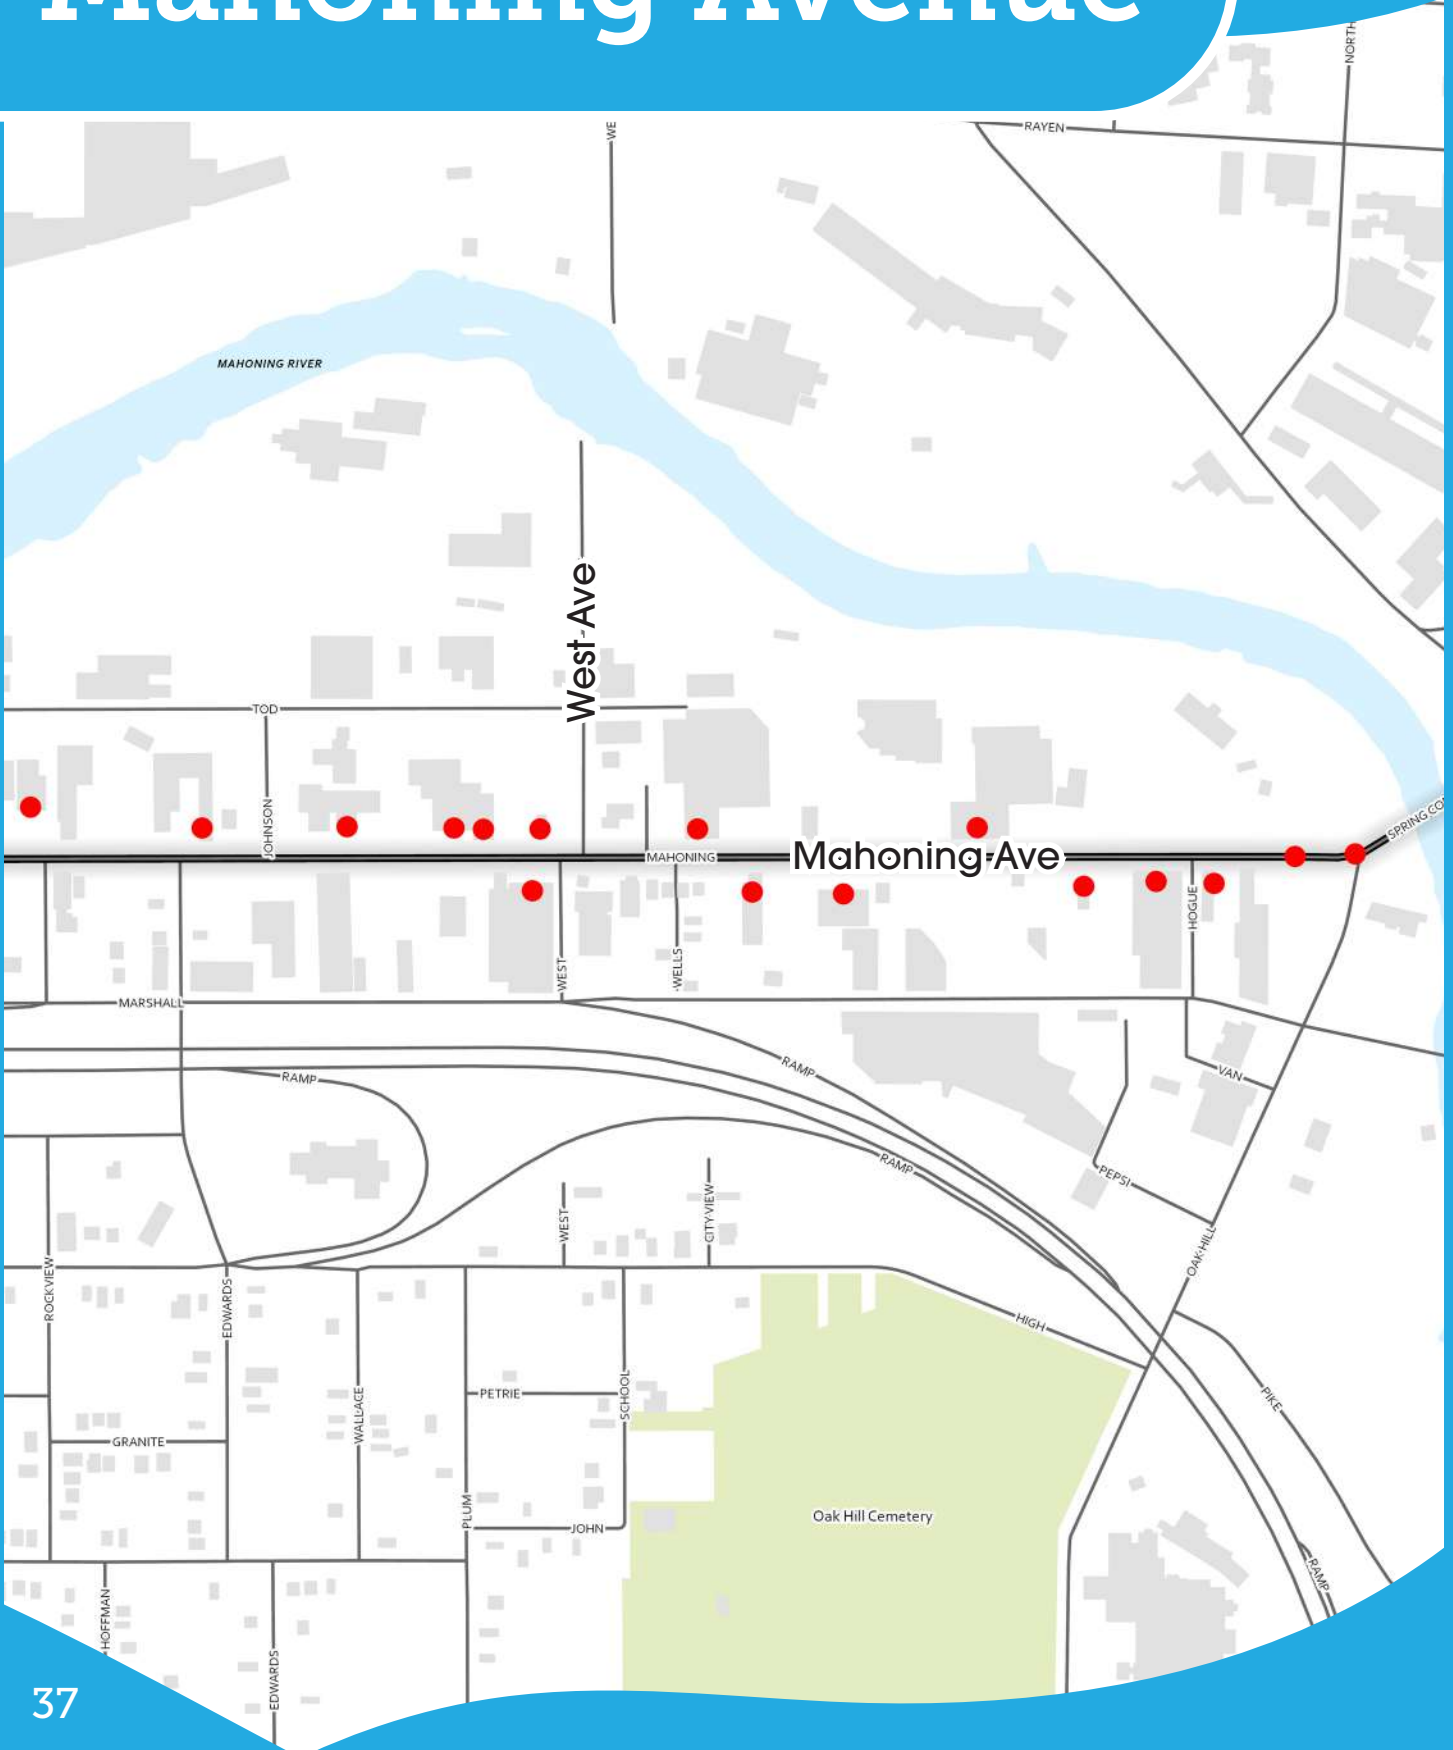 Mahoning Avenue
NORTH
WE
RAYEN
MAHONING RIVER
West Ave
TOD
JOHNSON
SPRING CO
MAHONING
Mahoning Ave
HOGUE
WEST
WELLS
MARSHALL
RAMP
RAMP
VAN
RAMP
PEPSI
WEST
CITY VIEW
OAK HILL
ROCKVIEW
EDWARDS
HIGH
PETRIE
SCHOOL
WALLACE
PIKE
GRANITE
PLUM
JOHN
Oak Hill Cemetery
RAMP
HOFFMAN
EDWARDS
37